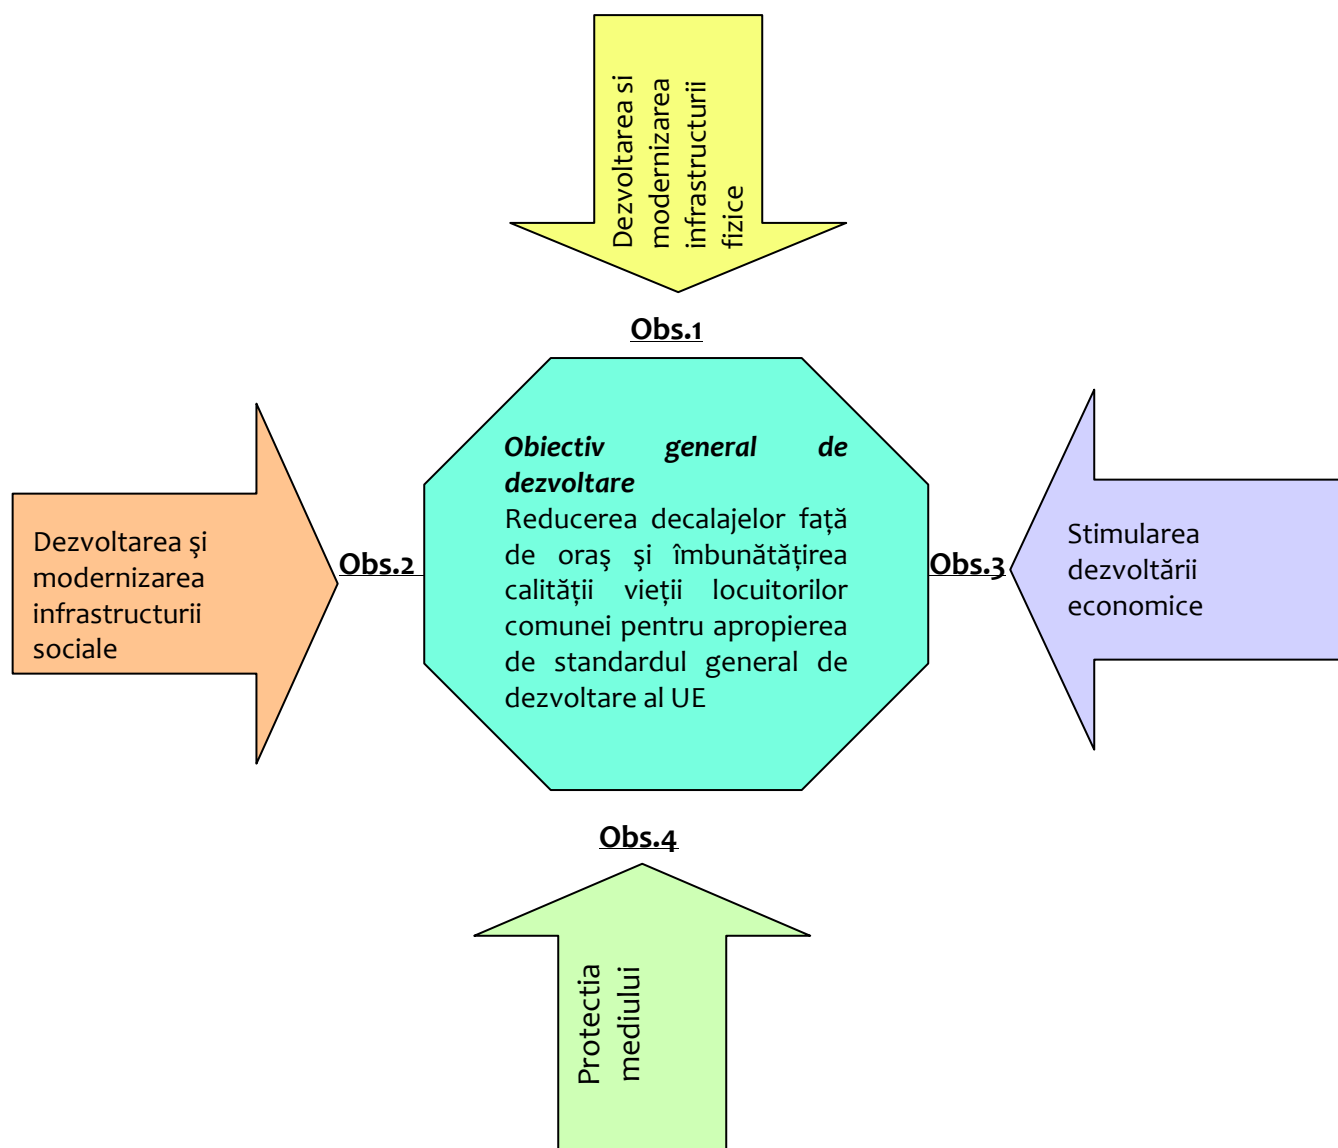 Dezvoltarea si
modernizarea
infrastructurii
fizice
Obs.1
Obiectiv general de
dezvoltare
Reducerea decalajelor față
de oraş şi îmbunătățirea
calității vieții locuitorilor
comunei pentru apropierea
de standardul general de
dezvoltare al UE
Dezvoltarea şi
modernizarea
infrastructurii
sociale
Obs.2
Obs.3
Stimularea
dezvoltării
economice
Obs.4
Protectia
mediului